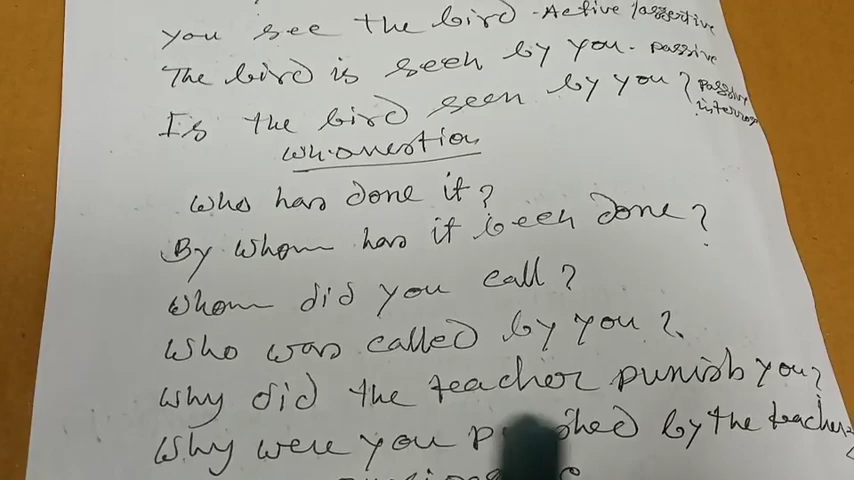 you see the bird - Active / assertive
The bird is seen by you - passive
Is the bird seen by you? passive
interro
Wh-Question
Who has done it?
By whom has it been done?
Whom did you call?
Who was called by you?
Why did the teacher punish you?
Why were you by the teacher